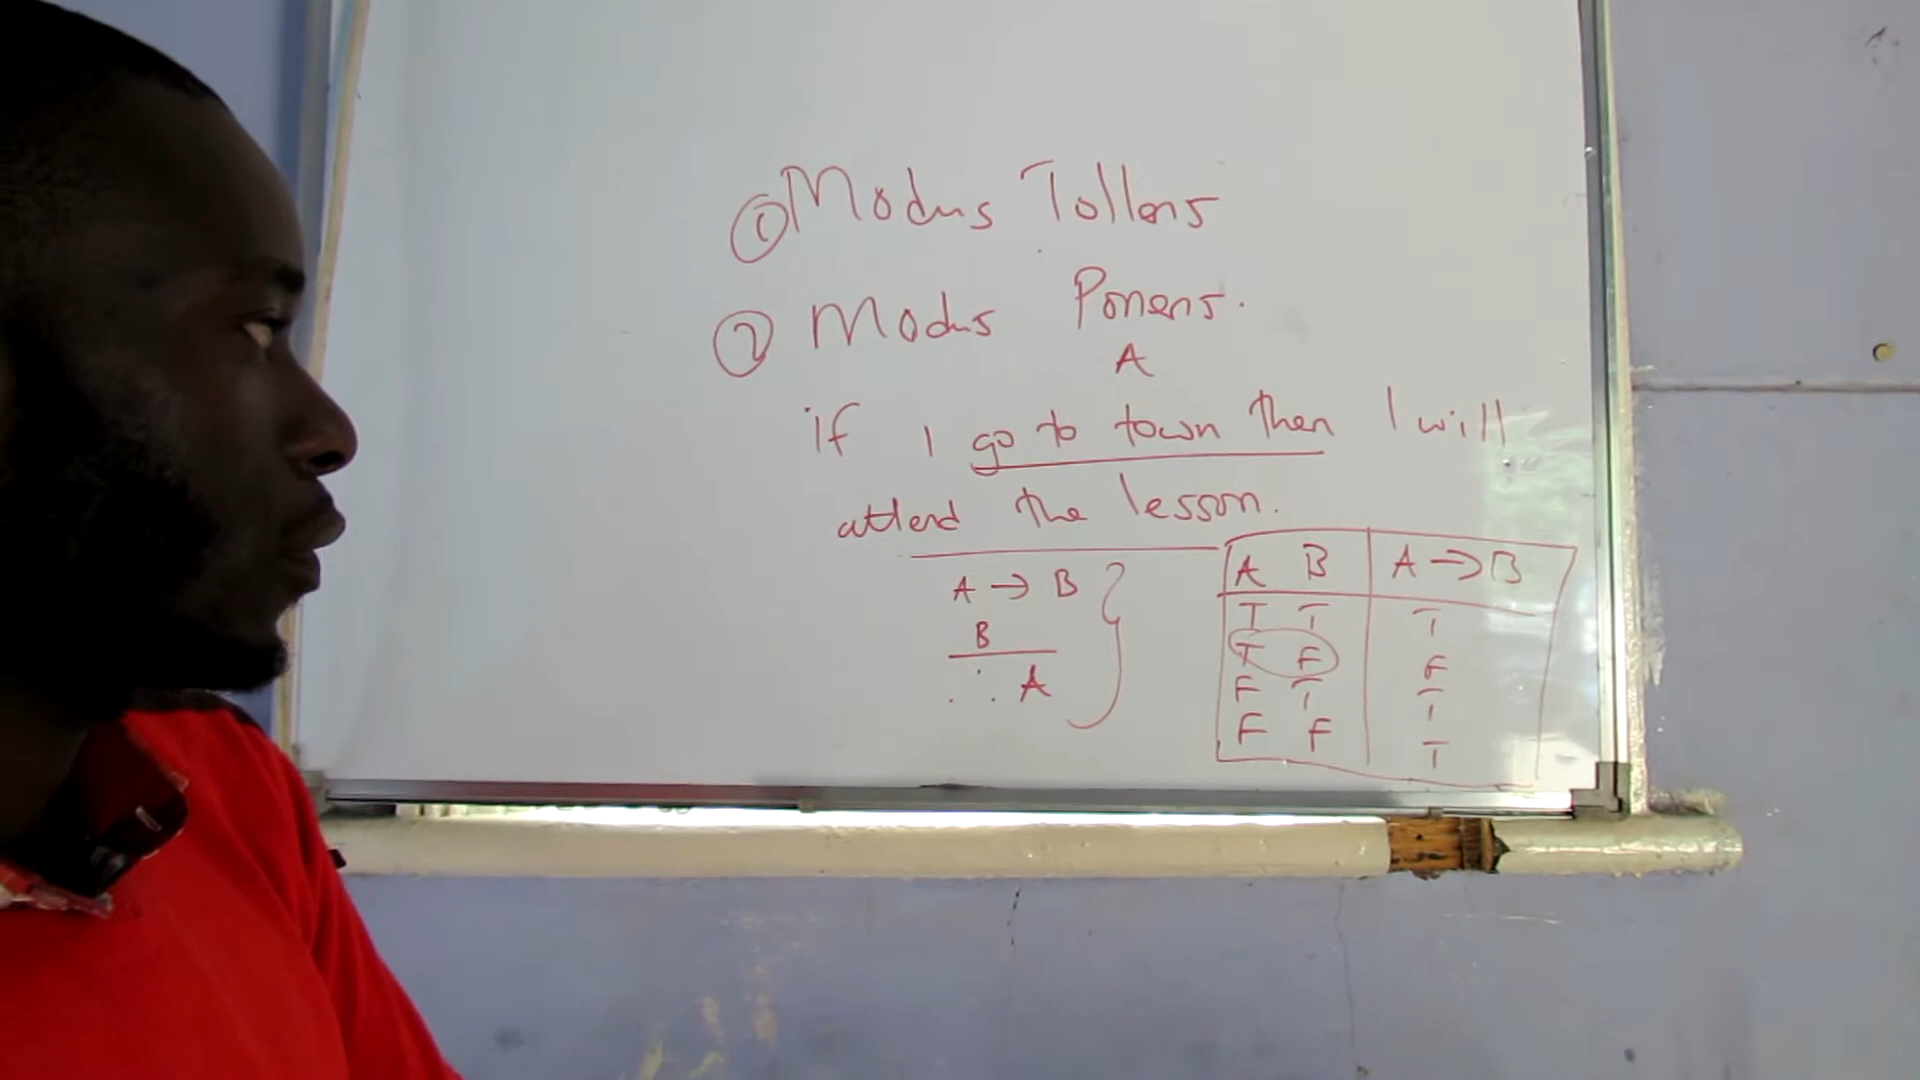 ① Modus Tollens
② Modus Ponens.
A
if I go to town then I will
attend the lesson.
A → B
B
∴ A
A B A → B
T T T
T F F
F T T
F F T